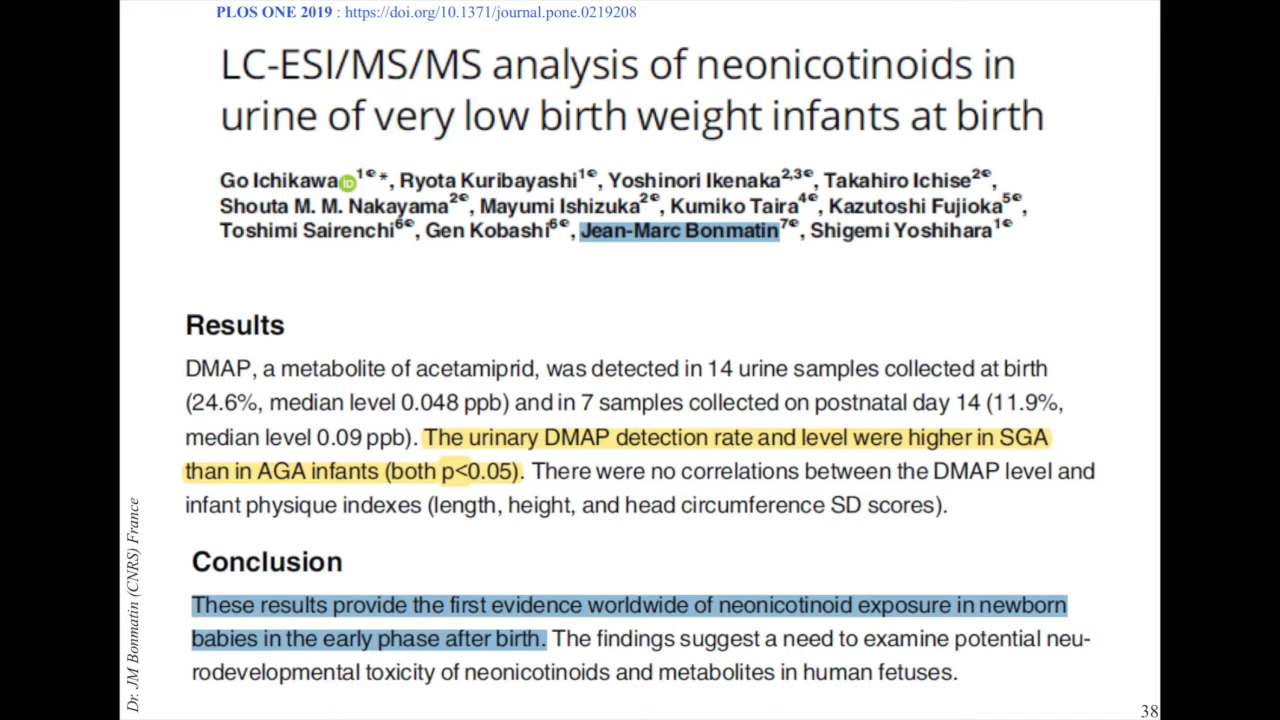 PLOS ONE 2019 : https://doi.org/10.1371/journal.pone.0219208
LC-ESI/MS/MS analysis of neonicotinoids in
urine of very low birth weight infants at birth
Go Ichikawa iD 1☯*, Ryota Kuribayashi1☯, Yoshinori Ikenaka2,3☯, Takahiro Ichise2☯,
Shouta M. M. Nakayama2☯, Mayumi Ishizuka2☯, Kumiko Taira4☯, Kazutoshi Fujioka5☯,
Toshimi Sairenchi6☯, Gen Kobashi6☯, Jean-Marc Bonmatin7☯, Shigemi Yoshihara1☯
Results
DMAP, a metabolite of acetamiprid, was detected in 14 urine samples collected at birth
(24.6%, median level 0.048 ppb) and in 7 samples collected on postnatal day 14 (11.9%,
median level 0.09 ppb). The urinary DMAP detection rate and level were higher in SGA
than in AGA infants (both p<0.05). There were no correlations between the DMAP level and
infant physique indexes (length, height, and head circumference SD scores).
Conclusion
These results provide the first evidence worldwide of neonicotinoid exposure in newborn
babies in the early phase after birth. The findings suggest a need to examine potential neu-
rodevelopmental toxicity of neonicotinoids and metabolites in human fetuses.
Dr. JM Bonmatin (CNRS) France
38